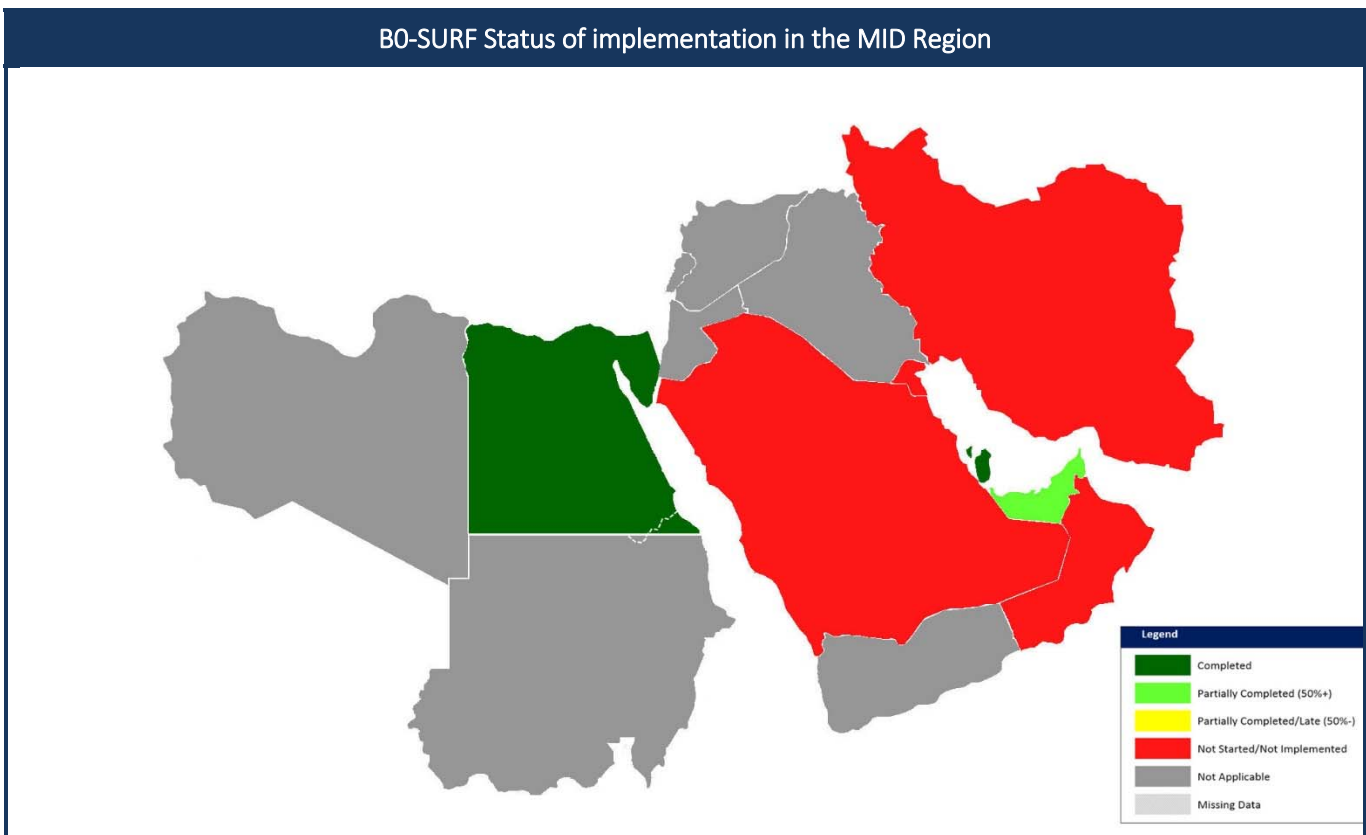 B0-SURF Status of implementation in the MID Region
Legend
Completed
Partially Completed (50%+)
Partially Completed/Late (50%-)
Not Started/Not Implemented
Not Applicable
Missing Data